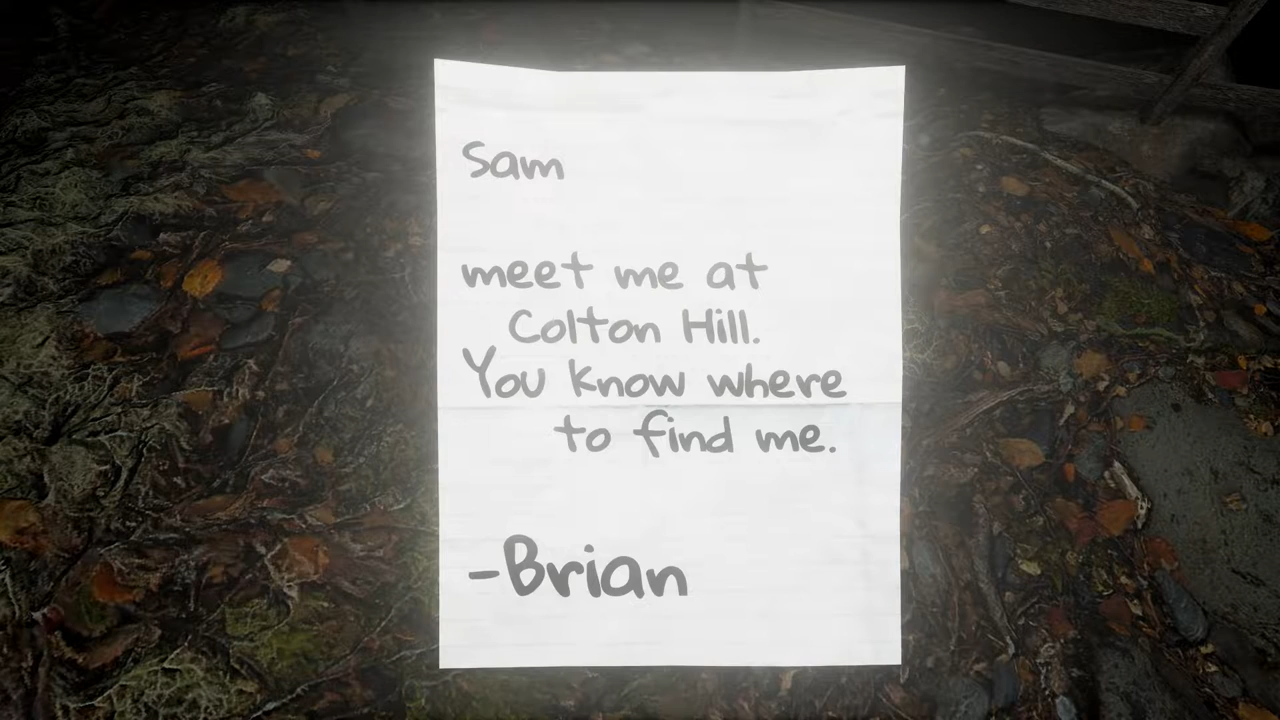 Sam
meet me at
Colton Hill.
You know where
to find me.
-Brian